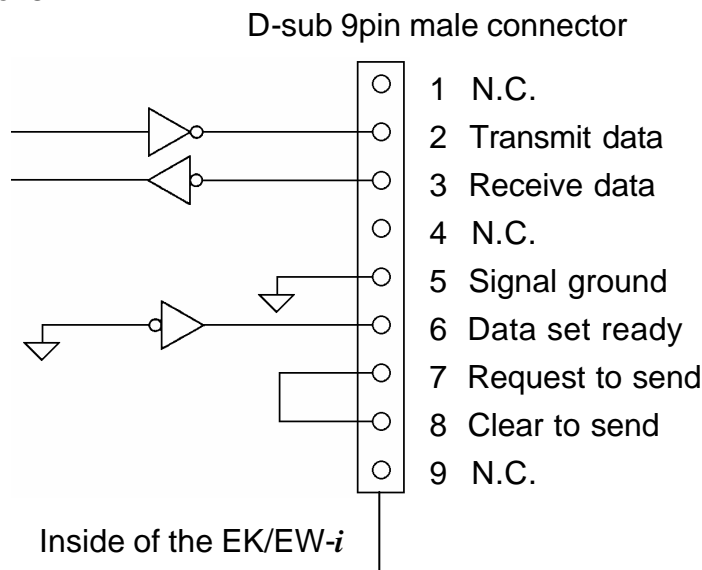 D-sub 9pin male connector
1 N.C.
2 Transmit data
3 Receive data
4 N.C.
5 Signal ground
6 Data set ready
7 Request to send
8 Clear to send
9 N.C.
Inside of the EK/EW-i